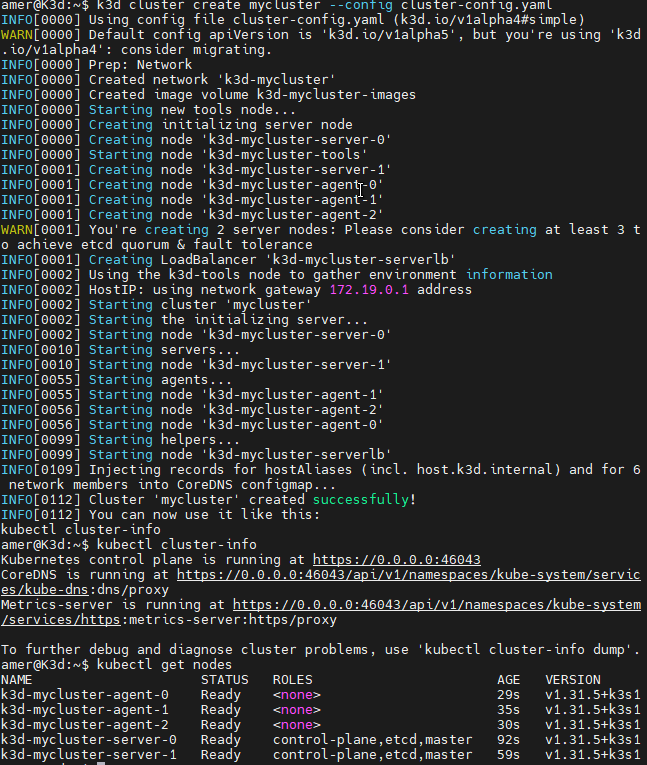 amer@K3d:~$ k3d cluster create mycluster --config cluster-config.yaml
INFO[0000] Using config file cluster-config.yaml (k3d.io/v1alpha4#simple)
WARN[0000] Default config apiVersion is 'k3d.io/v1alpha5', but you're using 'k3d
.io/v1alpha4': consider migrating.
INFO[0000] Prep: Network
INFO[0000] Created network 'k3d-mycluster'
INFO[0000] Created image volume k3d-mycluster-images
INFO[0000] Starting new tools node...
INFO[0000] Creating initializing server node
INFO[0000] Creating node 'k3d-mycluster-server-0'
INFO[0000] Starting node 'k3d-mycluster-tools'
INFO[0001] Creating node 'k3d-mycluster-server-1'
INFO[0001] Creating node 'k3d-mycluster-agent-0'
INFO[0001] Creating node 'k3d-mycluster-agent-1'
INFO[0001] Creating node 'k3d-mycluster-agent-2'
WARN[0001] You're creating 2 server nodes: Please consider creating at least 3 t
o achieve etcd quorum & fault tolerance
INFO[0001] Creating LoadBalancer 'k3d-mycluster-serverlb'
INFO[0002] Using the k3d-tools node to gather environment information
INFO[0002] HostIP: using network gateway 172.19.0.1 address
INFO[0002] Starting cluster 'mycluster'
INFO[0002] Starting the initializing server...
INFO[0002] Starting node 'k3d-mycluster-server-0'
INFO[0010] Starting servers...
INFO[0010] Starting node 'k3d-mycluster-server-1'
INFO[0055] Starting agents...
INFO[0055] Starting node 'k3d-mycluster-agent-1'
INFO[0056] Starting node 'k3d-mycluster-agent-2'
INFO[0056] Starting node 'k3d-mycluster-agent-0'
INFO[0099] Starting helpers...
INFO[0099] Starting node 'k3d-mycluster-serverlb'
INFO[0109] Injecting records for hostAliases (incl. host.k3d.internal) and for 6
 network members into CoreDNS configmap...
INFO[0112] Cluster 'mycluster' created successfully!
INFO[0112] You can now use it like this:
kubectl cluster-info
amer@K3d:~$ kubectl cluster-info
Kubernetes control plane is running at https://0.0.0.0:46043
CoreDNS is running at https://0.0.0.0:46043/api/v1/namespaces/kube-system/servic
es/kube-dns:dns/proxy
Metrics-server is running at https://0.0.0.0:46043/api/v1/namespaces/kube-system
/services/https:metrics-server:https/proxy

To further debug and diagnose cluster problems, use 'kubectl cluster-info dump'.
amer@K3d:~$ kubectl get nodes
NAME                     STATUS   ROLES                       AGE   VERSION
k3d-mycluster-agent-0    Ready    <none>                      29s   v1.31.5+k3s1
k3d-mycluster-agent-1    Ready    <none>                      35s   v1.31.5+k3s1
k3d-mycluster-agent-2    Ready    <none>                      30s   v1.31.5+k3s1
k3d-mycluster-server-0   Ready    control-plane,etcd,master   92s   v1.31.5+k3s1
k3d-mycluster-server-1   Ready    control-plane,etcd,master   59s   v1.31.5+k3s1